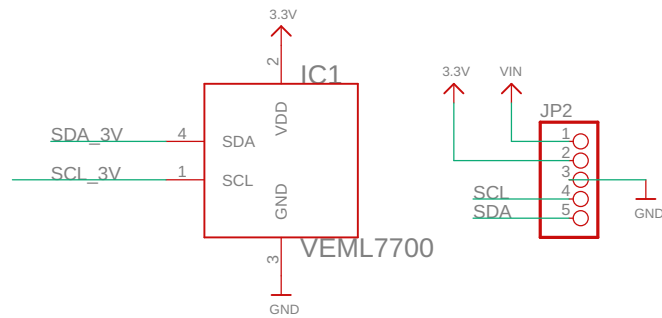 3.3V
2
IC1
VDD
SDA_3V
4
SDA
SCL_3V
1
SCL
GND
VEML7700
3
GND
3.3V
VIN
JP2
1
2
3
SCL
4
SDA
5
GND